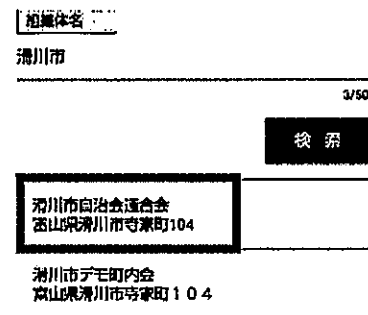 組織体名
滑川市
3/50
検索
滑川市自治会連合会
富山県滑川市寺家町104
滑川市デモ町内会
富山県滑川市寺家町１０４